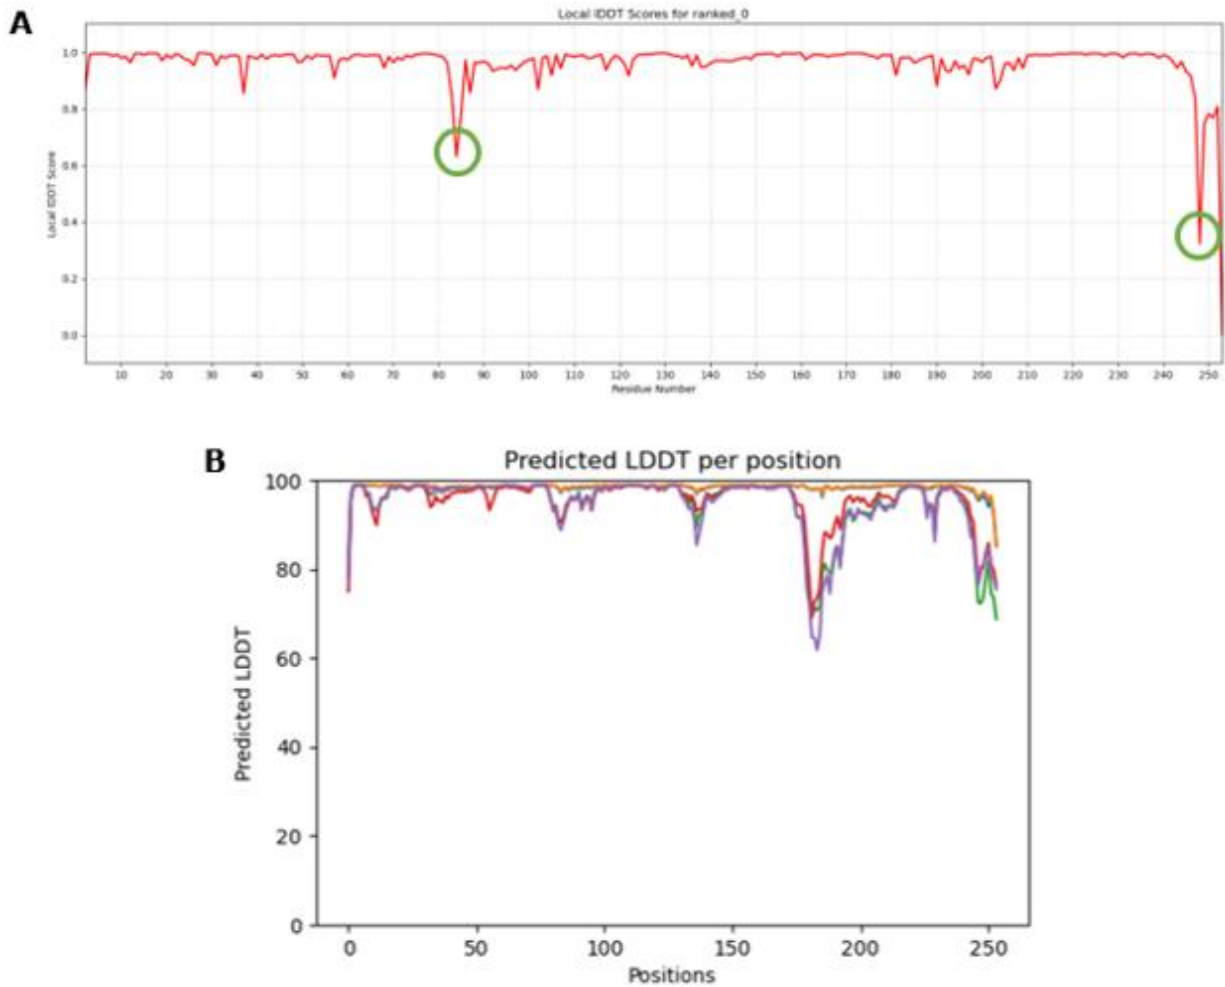 A
Local lDDT Scores for ranked_0
Local lDDT Score
1.0
0.8
0.6
0.4
0.2
0.0
10 20 30 40 50 60 70 80 90 100 110 120 130 140 150 160 170 180 190 200 210 220 230 240 250
Residue Number
B
Predicted LDDT per position
Predicted LDDT
100
80
60
40
20
0
0 50 100 150 200 250
Positions